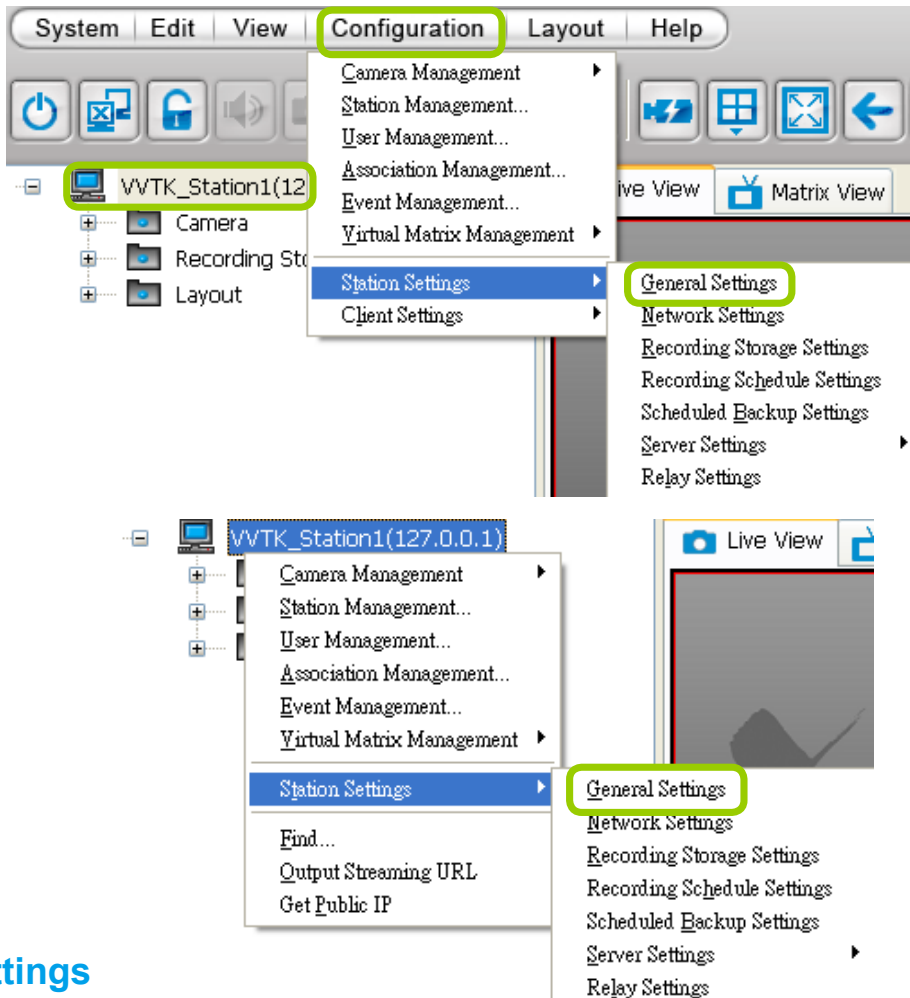 System Edit View Configuration Layout Help
Camera Management
Station Management...
User Management...
Association Management...
Event Management...
Virtual Matrix Management
Station Settings
Client Settings
VVTK_Station1(12
Camera
Recording Sto
Layout
ive View Matrix View
General Settings
Network Settings
Recording Storage Settings
Recording Schedule Settings
Scheduled Backup Settings
Server Settings
Relay Settings
VVTK_Station1(127.0.0.1)
Live View
Camera Management
Station Management...
User Management...
Association Management...
Event Management...
Virtual Matrix Management
Station Settings
Find...
Output Streaming URL
Get Public IP
General Settings
Network Settings
Recording Storage Settings
Recording Schedule Settings
Scheduled Backup Settings
Server Settings
Relay Settings
ttings